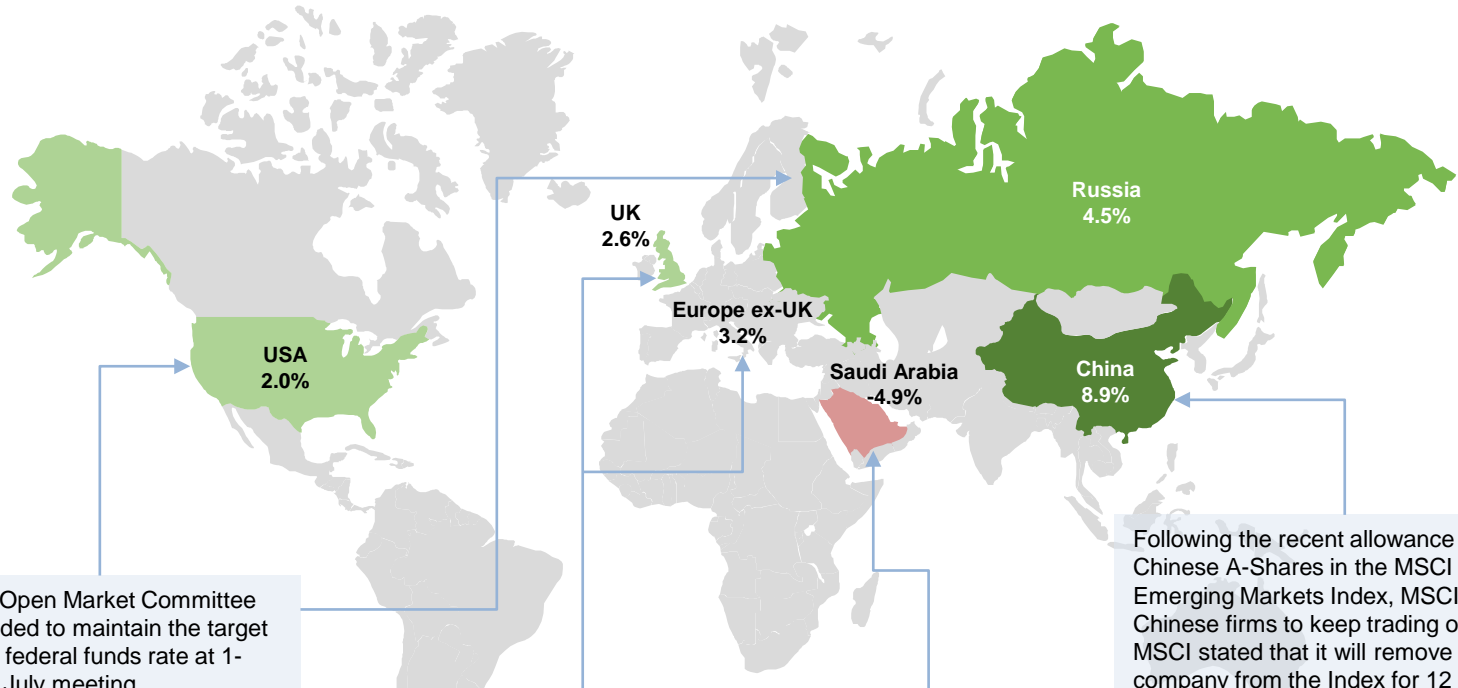 UK
2.6%
Russia
4.5%
Europe ex-UK
3.2%
USA
2.0%
Saudi Arabia
-4.9%
China
8.9%
Open Market Committee
ded to maintain the target
federal funds rate at 1-
July meeting
Following the recent allowance
Chinese A-Shares in the MSCI
Emerging Markets Index, MSCI
Chinese firms to keep trading o
MSCI stated that it will remove
company from the Index for 12